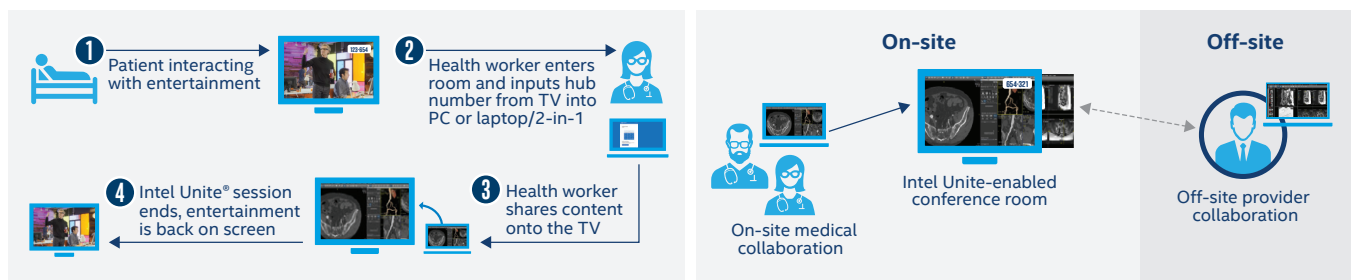 1
Patient interacting
with entertainment
123-654
2
Health worker enters
room and inputs hub
number from TV into
PC or laptop/2-in-1
3
Health worker
shares content
onto the TV
4
Intel Unite® session
ends, entertainment
is back on screen
On-site
654-321
On-site medical
collaboration
Intel Unite-enabled
conference room
Off-site
Off-site provider
collaboration